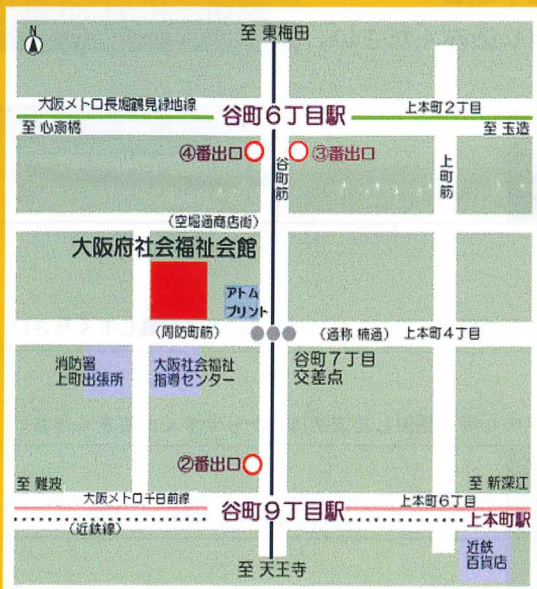 N
至 東梅田
大阪メトロ長堀鶴見緑地線
谷町6丁目駅
上本町2丁目
至 心斎橋
至 玉造
④番出口
③番出口
谷町筋
上町筋
(空堀通商店街)
大阪府社会福祉会館
アトム
プリント
(周防町筋)
(通称 楠通)
上本町4丁目
消防署
上町出張所
大阪社会福祉
指導センター
谷町7丁目
交差点
②番出口
至 難波
至 新深江
大阪メトロ千日前線
谷町9丁目駅
上本町6丁目
(近鉄線)
上本町駅
至 天王寺
近鉄
百貨店